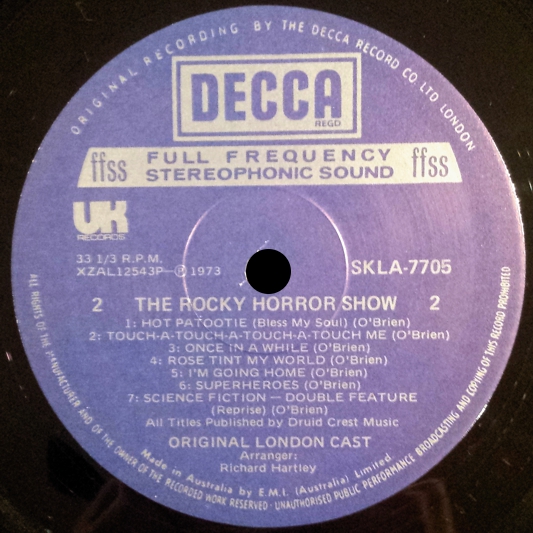 ORIGINAL RECORDING BY THE DECCA RECORD CO. LTD LONDON
DECCA
REGD
ffss FULL FREQUENCY STEREOPHONIC SOUND ffss
UK
RECORDS
33 1/3 R.P.M.
XZAL12543P—Ⓟ1973 SKLA-7705
2 THE ROCKY HORROR SHOW 2
1: HOT PATOOTIE (Bless My Soul) (O'Brien)
2: TOUCH-A-TOUCH-A-TOUCH-A-TOUCH ME (O'Brien)
3: ONCE IN A WHILE (O'Brien)
4: ROSE TINT MY WORLD (O'Brien)
5: I'M GOING HOME (O'Brien)
6: SUPERHEROES (O'Brien)
7: SCIENCE FICTION — DOUBLE FEATURE
(Reprise) (O'Brien)
All Titles Published by Druid Crest Music
ORIGINAL LONDON CAST
Arranger:
Richard Hartley
Made in Australia by E.M.I. (Australia) Limited
ALL RIGHTS OF THE MANUFACTURER AND OF THE OWNER OF THE RECORDED WORK RESERVED · UNAUTHORISED PUBLIC PERFORMANCE BROADCASTING AND COPYING OF THIS RECORD PROHIBITED